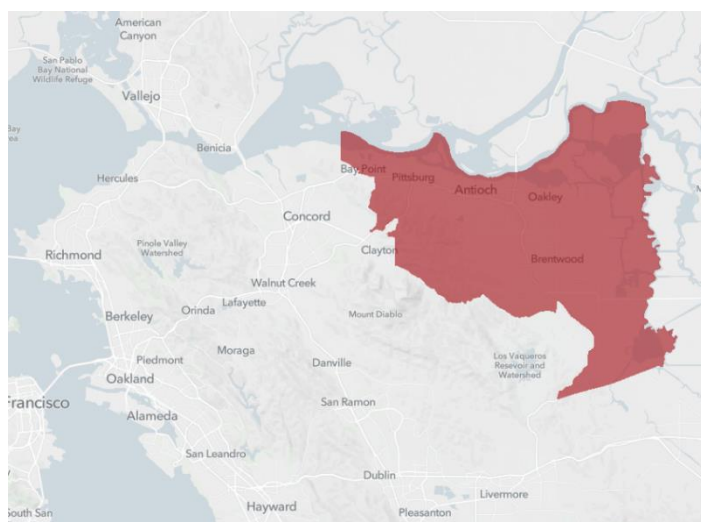 American
Canyon
San Pablo
Bay National
Wildlife Refuge
Vallejo
Bay
Benicia
Hercules
Bay Point
Pittsburg
Antioch
Oakley
Concord
Richmond
Pinole Valley
Watershed
Clayton
Brentwood
Walnut Creek
Lafayette
Orinda
Berkeley
Mount Diablo
Moraga
Piedmont
Danville
Los Vaqueros
Resevoir and
Watershed
Oakland
Francisco
Alameda
San Ramon
San Leandro
Dublin
Livermore
Hayward
Pleasanton
South San